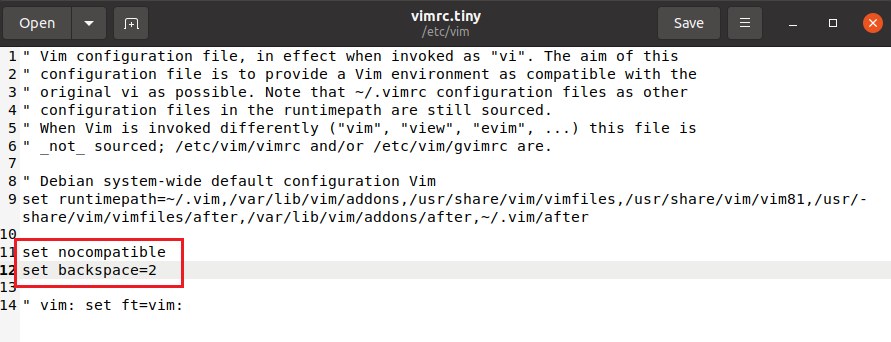 Open
vimrc.tiny
/etc/vim
Save
1 " Vim configuration file, in effect when invoked as "vi". The aim of this
2 " configuration file is to provide a Vim environment as compatible with the
3 " original vi as possible. Note that ~/.vimrc configuration files as other
4 " configuration files in the runtimepath are still sourced.
5 " When Vim is invoked differently ("vim", "view", "evim", ...) this file is
6 " _not_ sourced; /etc/vim/vimrc and/or /etc/vim/gvimrc are.
7
8 " Debian system-wide default configuration Vim
9 set runtimepath=~/.vim,/var/lib/vim/addons,/usr/share/vim/vimfiles,/usr/share/vim/vim81,/usr/-
share/vim/vimfiles/after,/var/lib/vim/addons/after,~/.vim/after
10
11 set nocompatible
12 set backspace=2
13
14 " vim: set ft=vim: